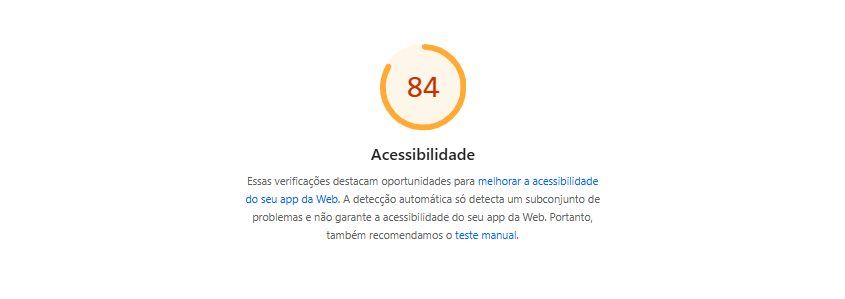 84
Acessibilidade
Essas verificações destacam oportunidades para melhorar a acessibilidade
do seu app da Web. A detecção automática só detecta um subconjunto de
problemas e não garante a acessibilidade do seu app da Web. Portanto,
também recomendamos o teste manual.